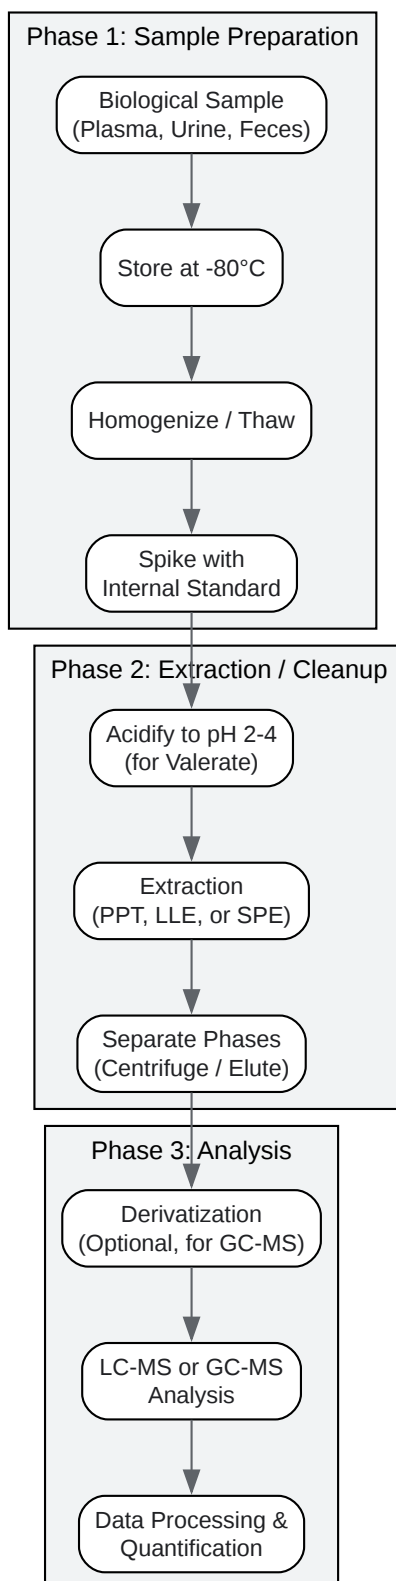 Phase 1: Sample Preparation
Biological Sample
(Plasma, Urine, Feces)
Store at -80°C
Homogenize / Thaw
Spike with
Internal Standard
Phase 2: Extraction / Cleanup
Acidify to pH 2-4
(for Valerate)
Extraction
(PPT, LLE, or SPE)
Separate Phases
(Centrifuge / Elute)
Phase 3: Analysis
Derivatization
(Optional, for GC-MS)
LC-MS or GC-MS
Analysis
Data Processing &
Quantification